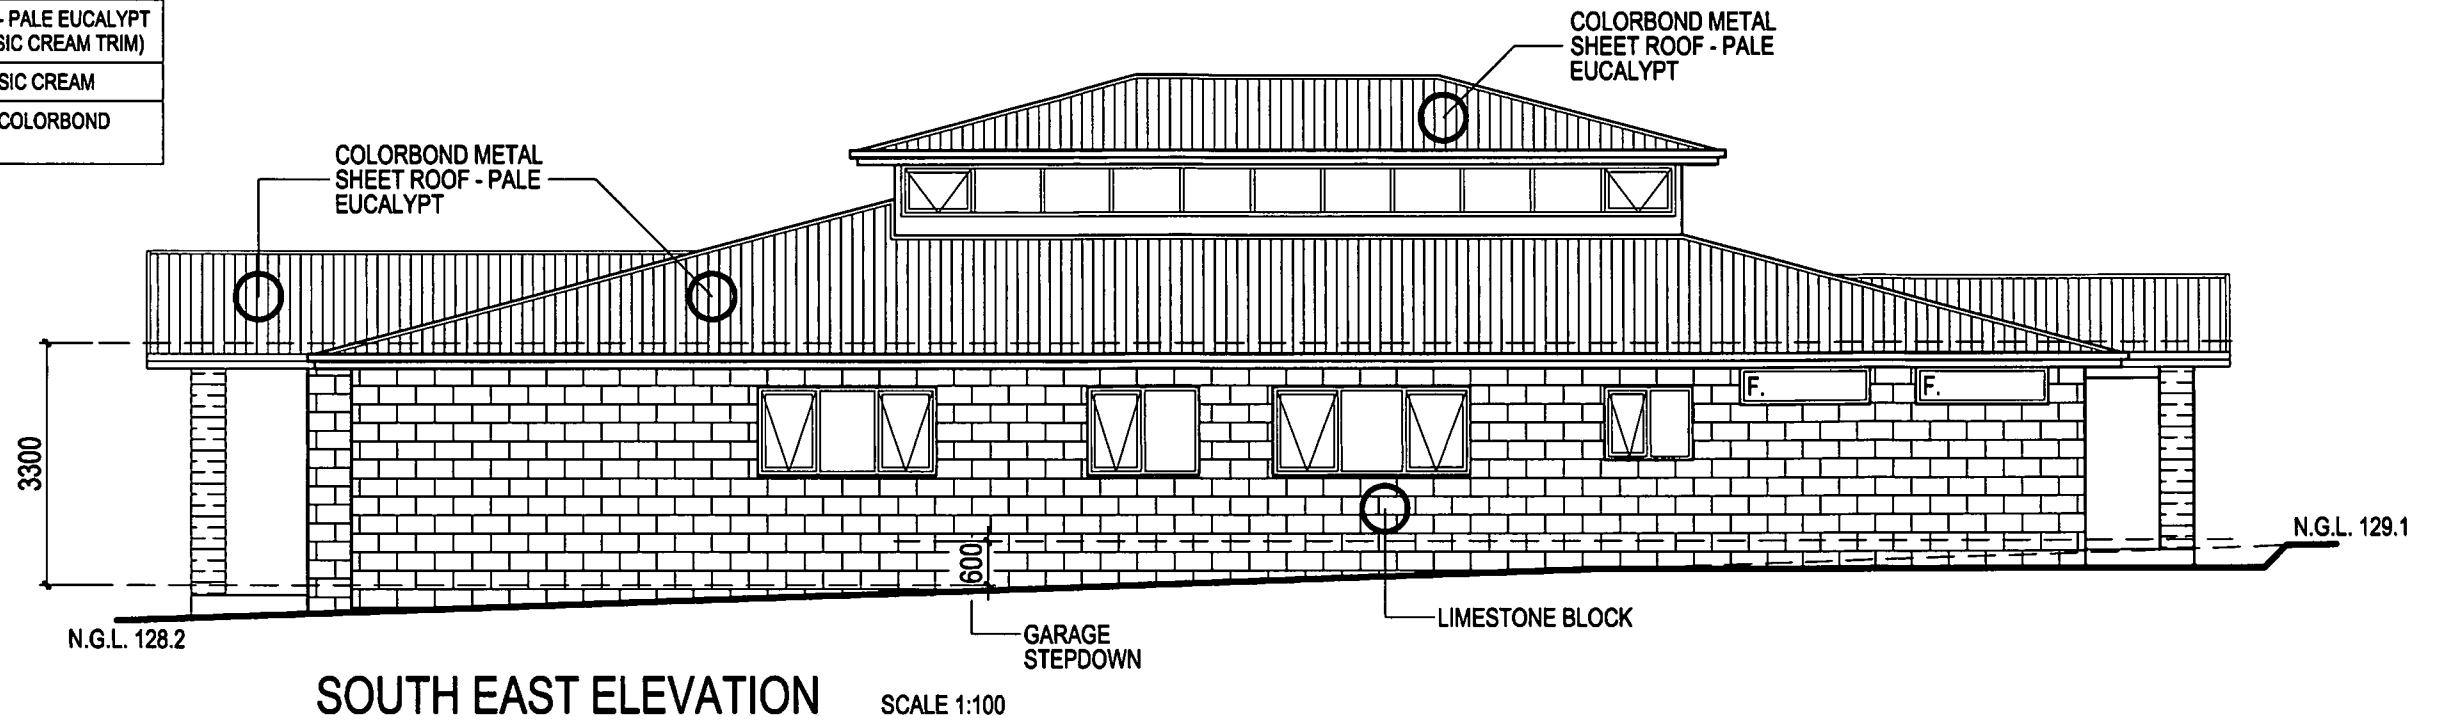 - PALE EUCALYPT
SIC CREAM TRIM)
SIC CREAM
COLORBOND
COLORBOND METAL
SHEET ROOF - PALE
EUCALYPT
COLORBOND METAL
SHEET ROOF - PALE
EUCALYPT
F.
F.
3300
600
N.G.L. 129.1
N.G.L. 128.2
LIMESTONE BLOCK
GARAGE
STEPDOWN
SOUTH EAST ELEVATION SCALE 1:100